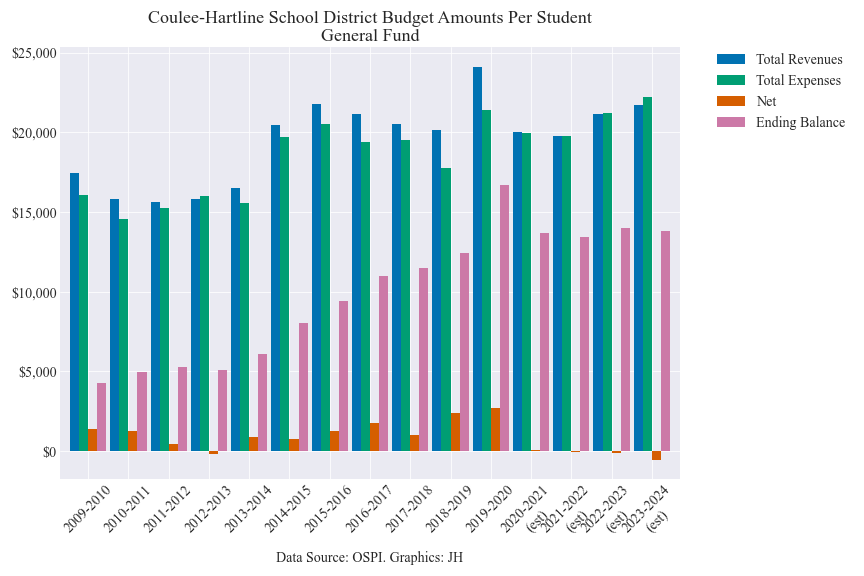 Coulee-Hartline School District Budget Amounts Per Student
General Fund
$25,000
$20,000
$15,000
$10,000
$5,000
$0
Total Revenues
Total Expenses
Net
Ending Balance
2009-2010
2010-2011
2011-2012
2012-2013
2013-2014
2014-2015
2015-2016
2016-2017
2017-2018
2018-2019
2019-2020
2020-2021
(est)
2021-2022
(est)
2022-2023
(est)
2023-2024
(est)
Data Source: OSPI. Graphics: JH